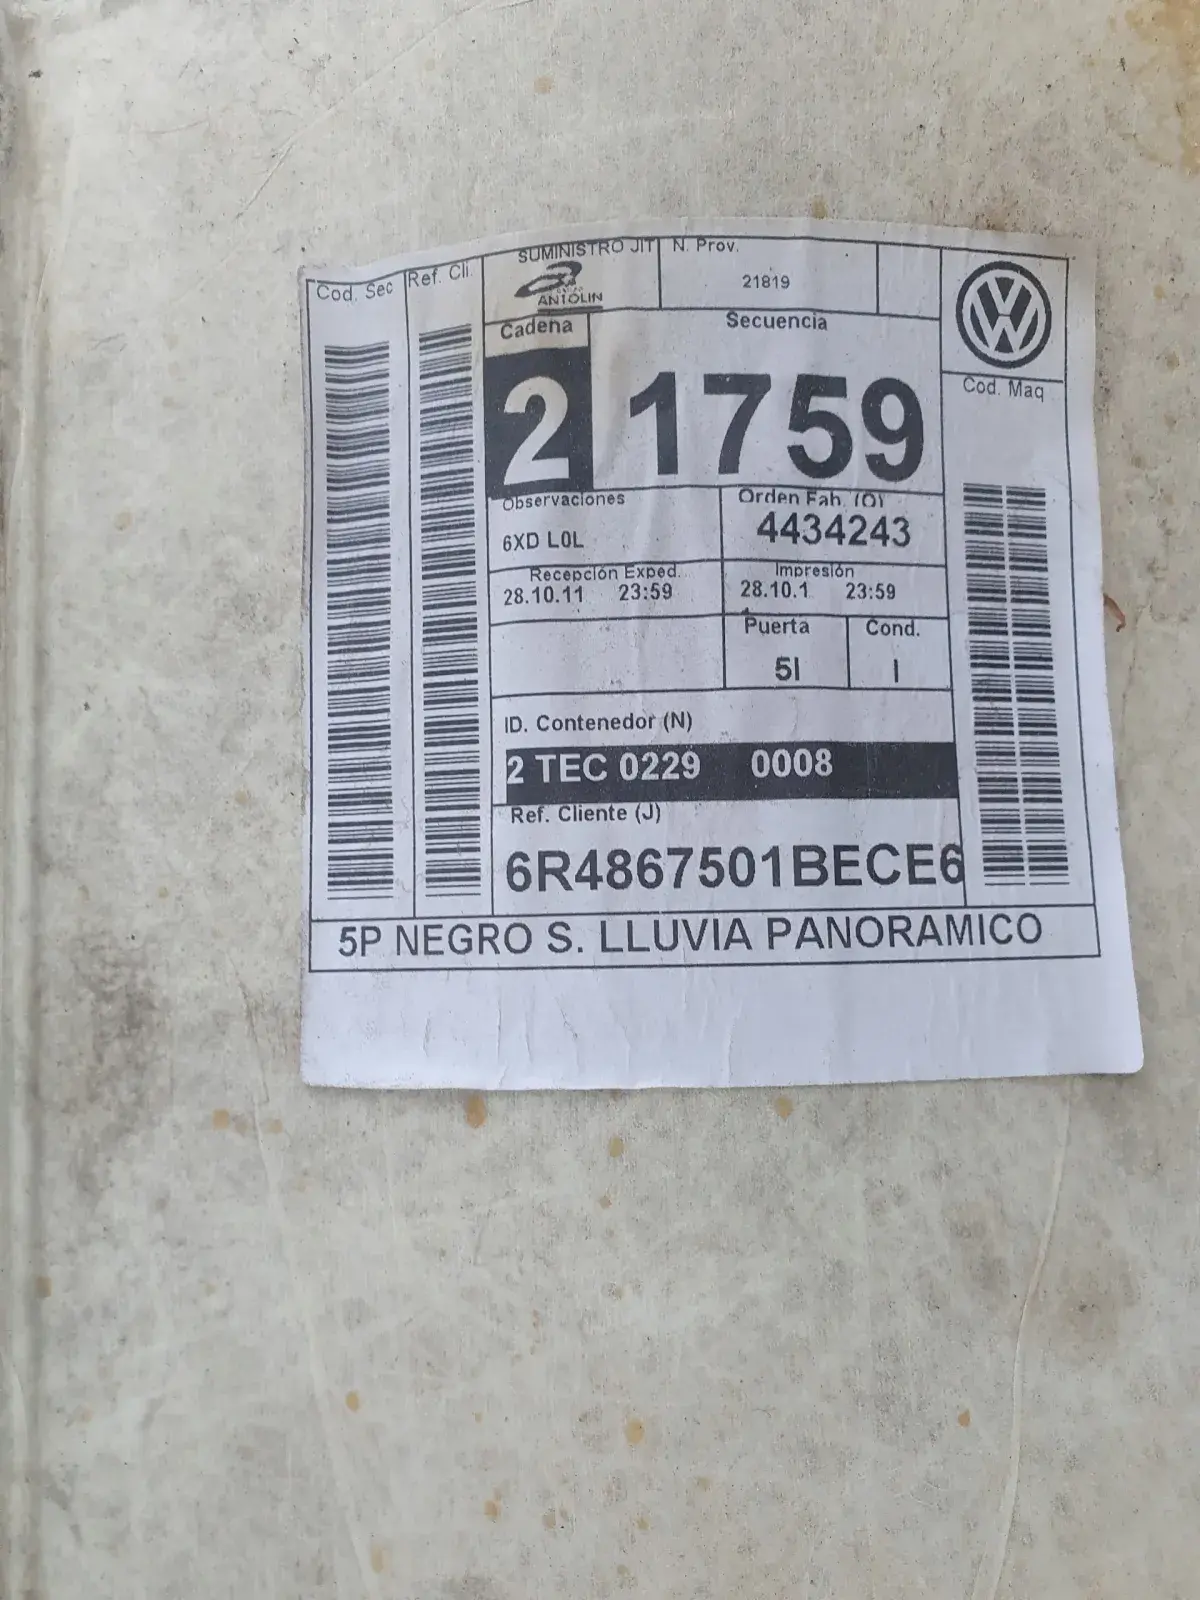 Cod. Sec
Ref. Cli.
SUMINISTRO JIT
ANTOLIN
N. Prov.
21819
Cadena
Secuencia
2 1759
Cod. Maq
Observaciones
6XD L0L
Orden Fab. (O)
4434243
Recepción Exped.
28.10.11 23:59
Impresión
28.10.1 23:59
Puerta
5I
Cond.
I
ID. Contenedor (N)
2 TEC 0229 0008
Ref. Cliente (J)
6R4867501BECE6
5P NEGRO S. LLUVIA PANORAMICO